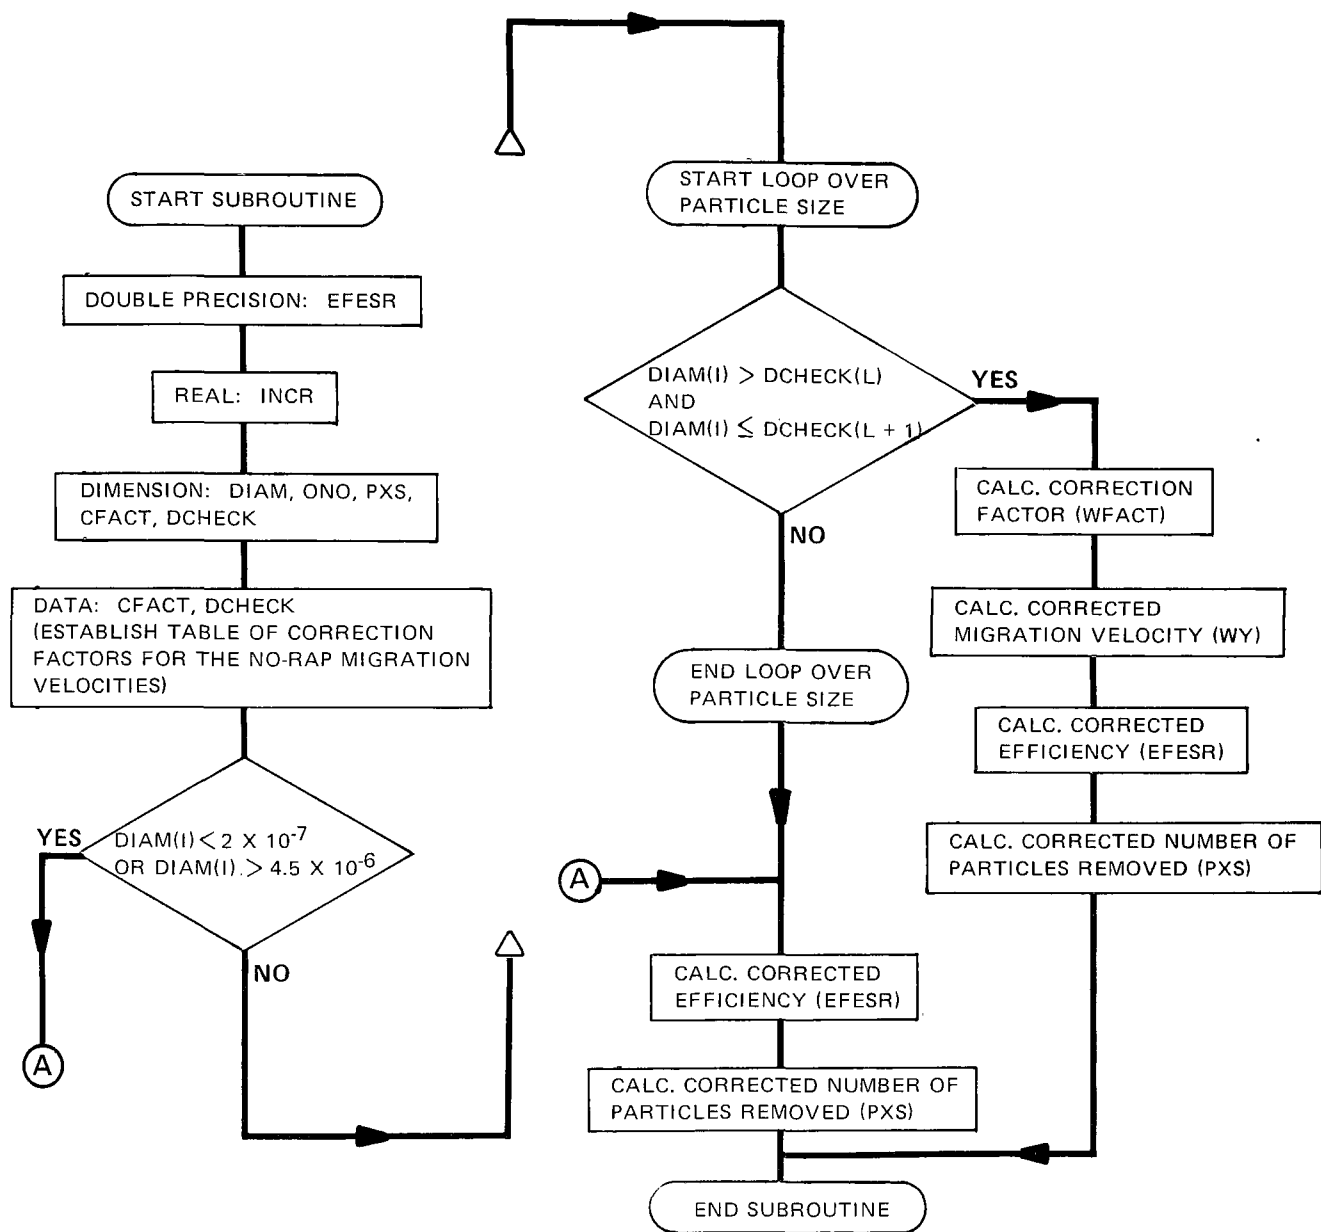 START SUBROUTINE
DOUBLE PRECISION: EFESR
REAL: INCR
DIMENSION: DIAM, ONO, PXS,
CFACT, DCHECK
DATA: CFACT, DCHECK
(ESTABLISH TABLE OF CORRECTION
FACTORS FOR THE NO-RAP MIGRATION
VELOCITIES)
YES
DIAM(I) < 2 X 10⁻⁷
OR DIAM(I). > 4.5 X 10⁻⁶
NO
A
START LOOP OVER
PARTICLE SIZE
DIAM(I) > DCHECK(L)
AND
DIAM(I) ≦ DCHECK(L + 1)
YES
NO
END LOOP OVER
PARTICLE SIZE
A
CALC. CORRECTED
EFFICIENCY (EFESR)
CALC. CORRECTED NUMBER OF
PARTICLES REMOVED (PXS)
CALC. CORRECTION
FACTOR (WFACT)
CALC. CORRECTED
MIGRATION VELOCITY (WY)
CALC. CORRECTED
EFFICIENCY (EFESR)
CALC. CORRECTED NUMBER OF
PARTICLES REMOVED (PXS)
END SUBROUTINE